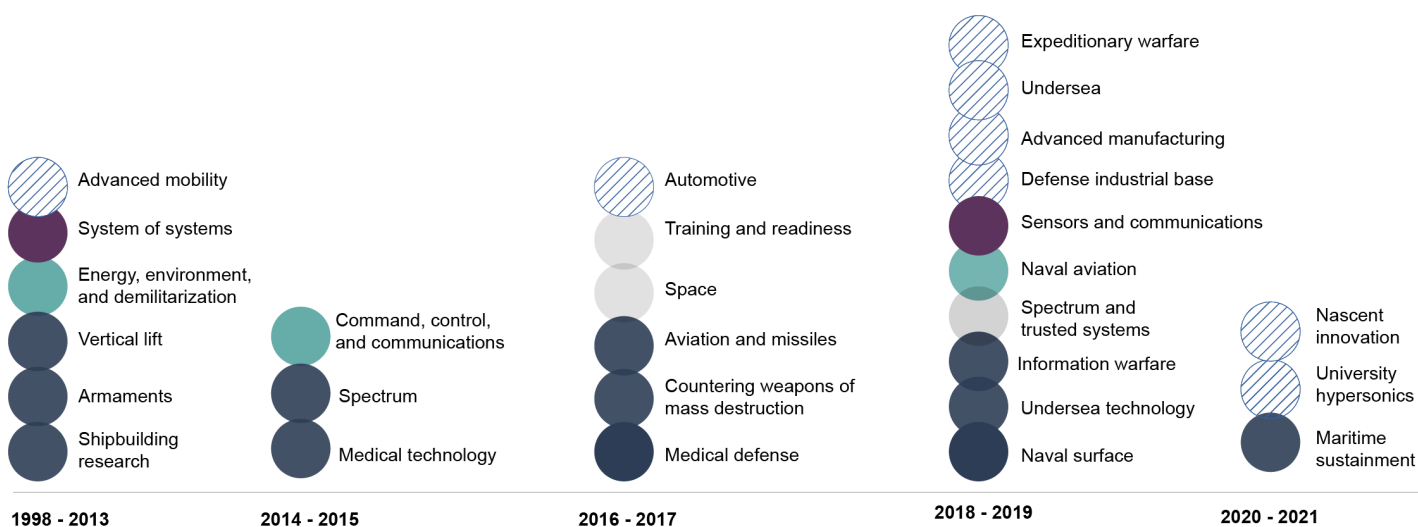 Advanced mobility
System of systems
Energy, environment,
and demilitarization
Vertical lift
Armaments
Shipbuilding
research
1998 - 2013
Command, control,
and communications
Spectrum
Medical technology
2014 - 2015
Automotive
Training and readiness
Space
Aviation and missiles
Countering weapons of
mass destruction
Medical defense
2016 - 2017
Expeditionary warfare
Undersea
Advanced manufacturing
Defense industrial base
Sensors and communications
Naval aviation
Spectrum and
trusted systems
Information warfare
Undersea technology
Naval surface
2018 - 2019
Nascent
innovation
University
hypersonics
Maritime
sustainment
2020 - 2021